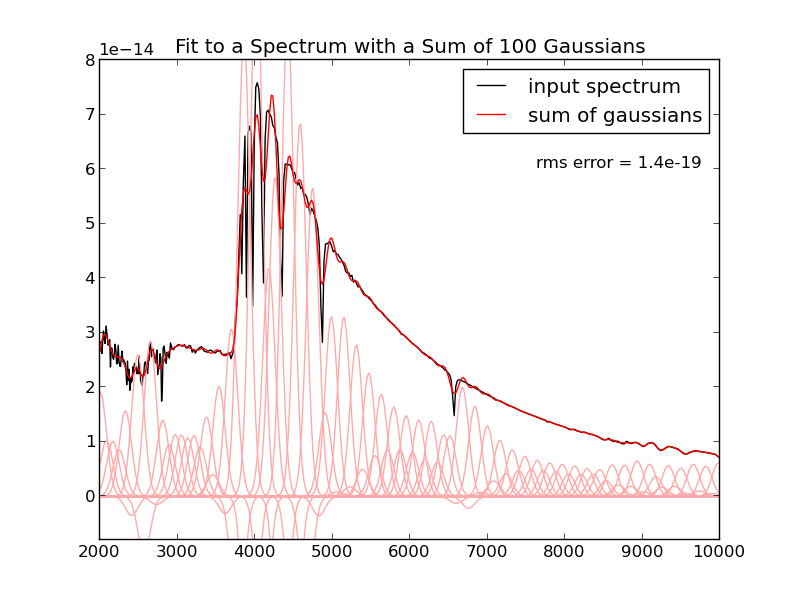 1e−14
Fit to a Spectrum with a Sum of 100 Gaussians
input spectrum
sum of gaussians
rms error = 1.4e-19
8
7
6
5
4
3
2
1
0
2000 3000 4000 5000 6000 7000 8000 9000 10000